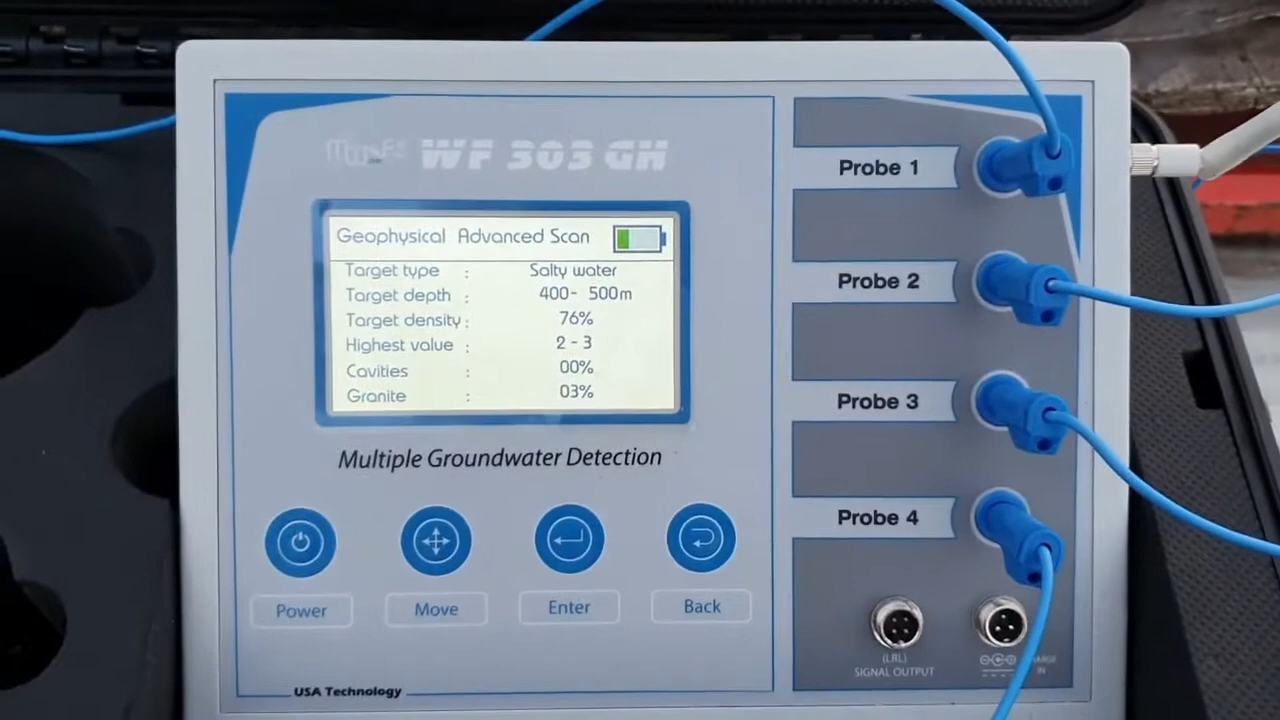 WF 303 GH
Geophysical Advanced Scan
Target type : Salty water
Target depth : 400- 500m
Target density : 76%
Highest value : 2 - 3
Cavities : 00%
Granite : 03%
Multiple Groundwater Detection
Power
Move
Enter
Back
USA Technology
Probe 1
Probe 2
Probe 3
Probe 4
(LRL)
SIGNAL OUTPUT
IN